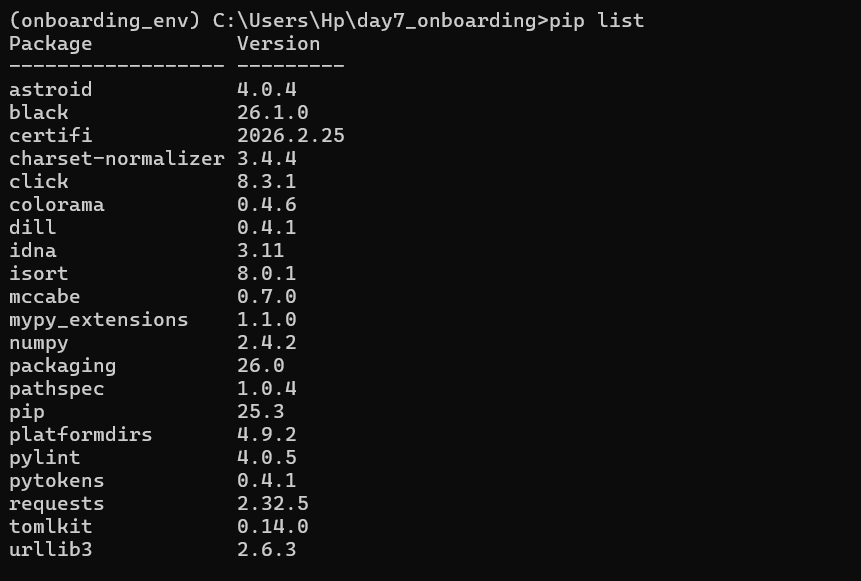 (onboarding_env) C:\Users\Hp\day7_onboarding>pip list
Package            Version
------------------ ---------
astroid            4.0.4
black              26.1.0
certifi            2026.2.25
charset-normalizer 3.4.4
click              8.3.1
colorama           0.4.6
dill               0.4.1
idna               3.11
isort              8.0.1
mccabe             0.7.0
mypy_extensions    1.1.0
numpy              2.4.2
packaging          26.0
pathspec           1.0.4
pip                25.3
platformdirs       4.9.2
pylint             4.0.5
pytokens           0.4.1
requests           2.32.5
tomlkit            0.14.0
urllib3            2.6.3